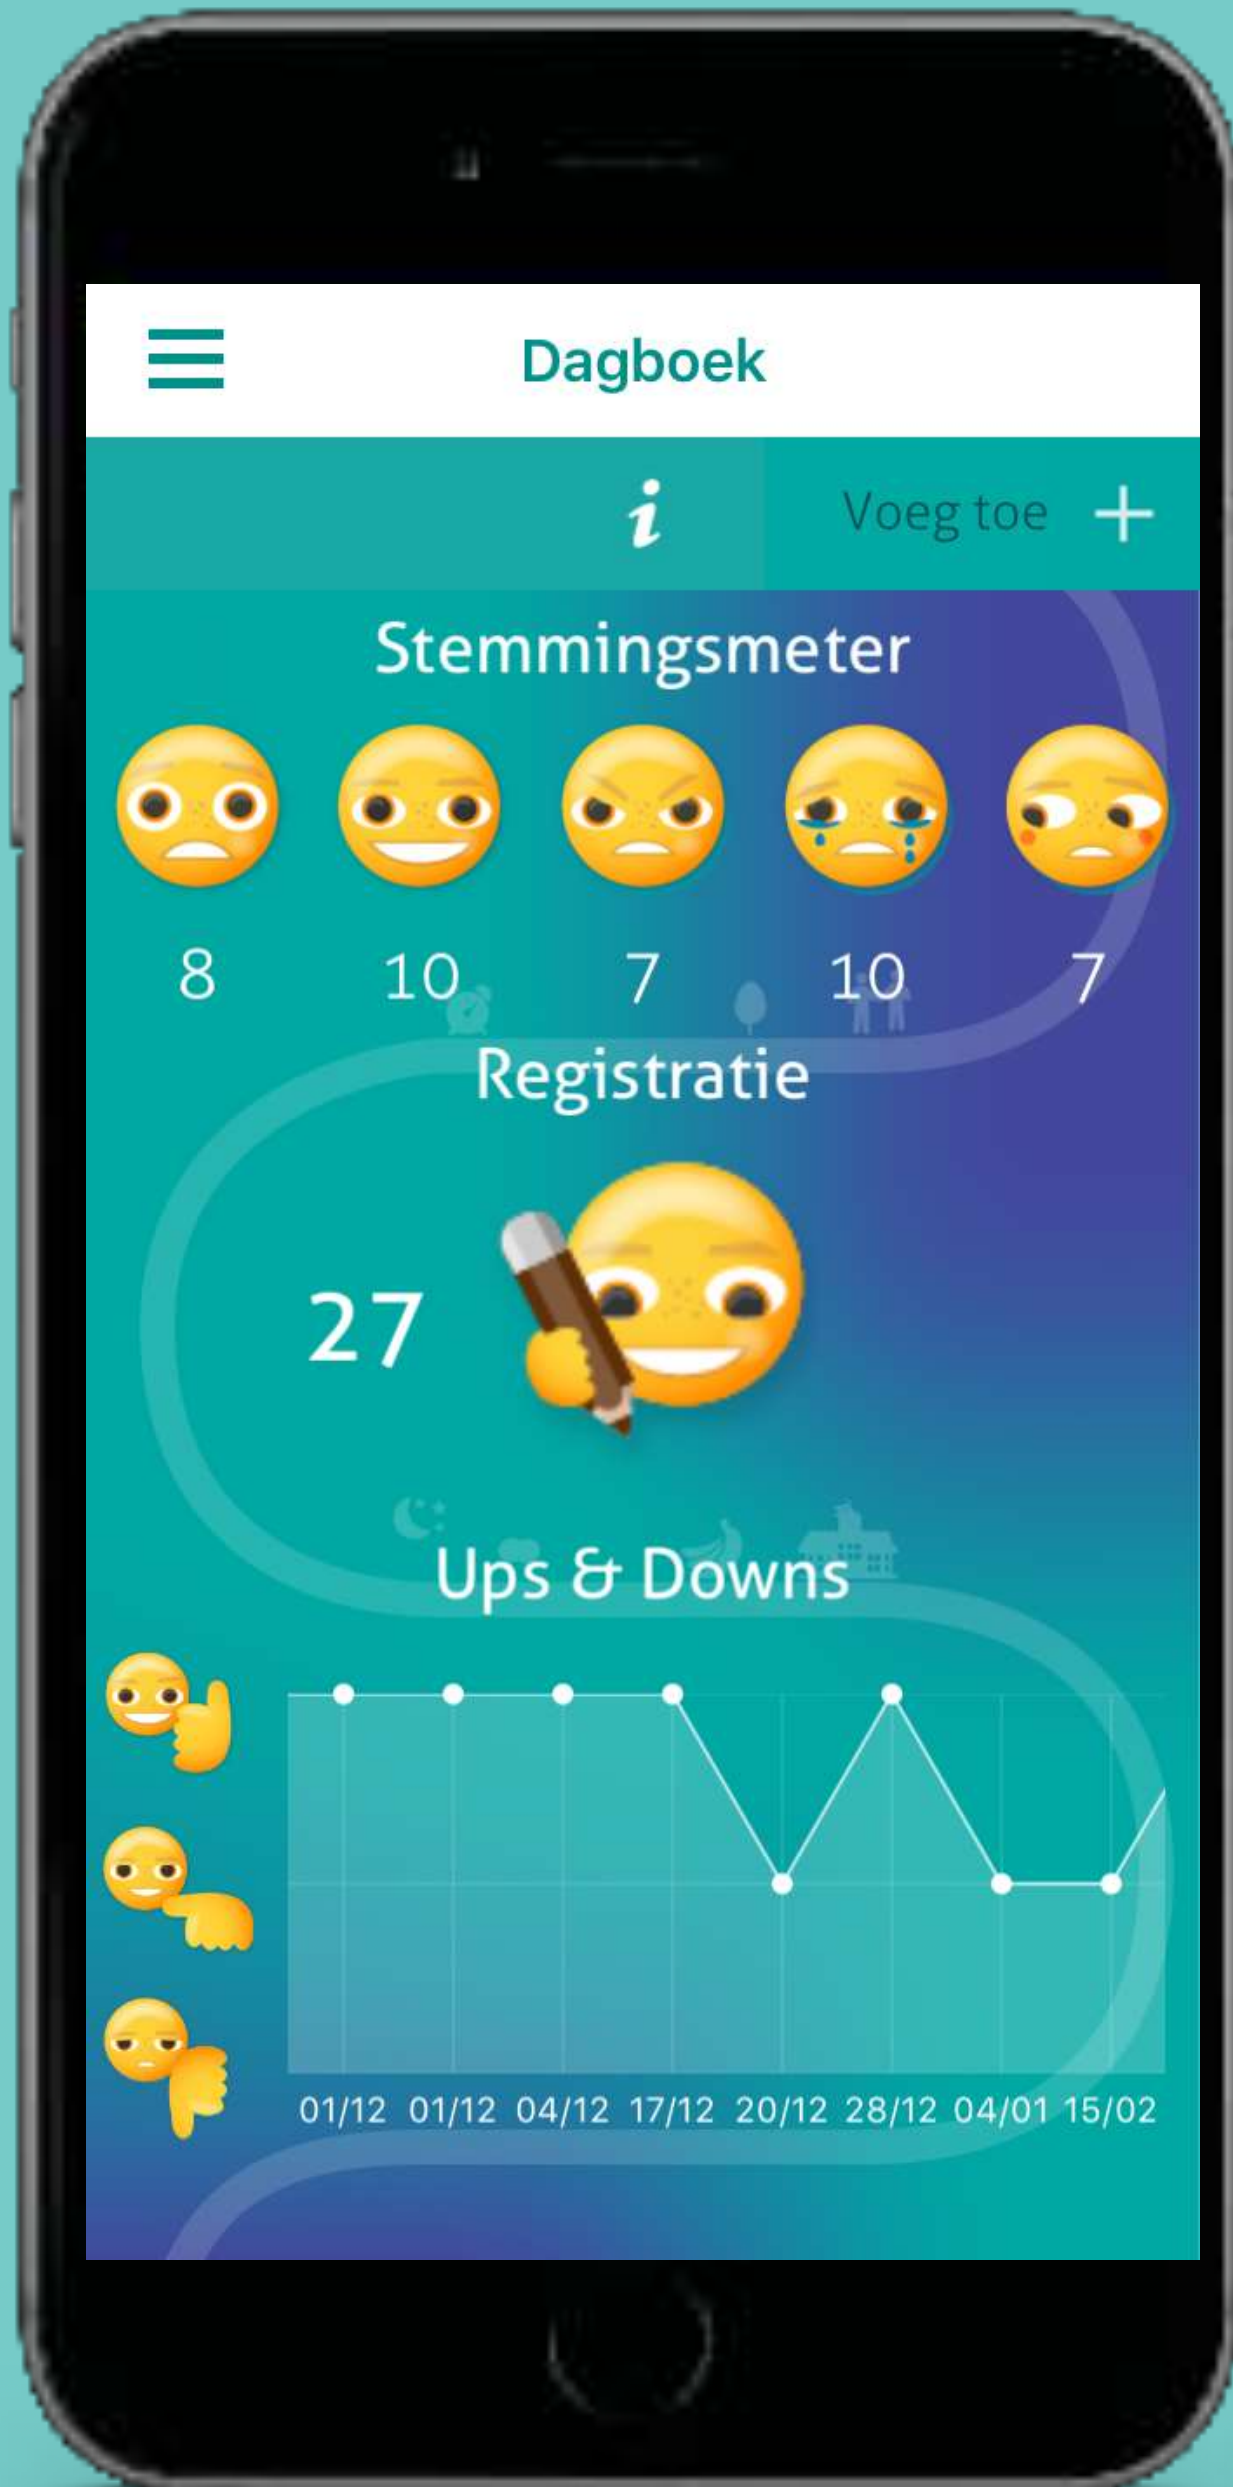 Dagboek
i Voeg toe +
Stemmingsmeter
8 10 7 10 7
Registratie
27
Ups & Downs
01/12 01/12 04/12 17/12 20/12 28/12 04/01 15/02